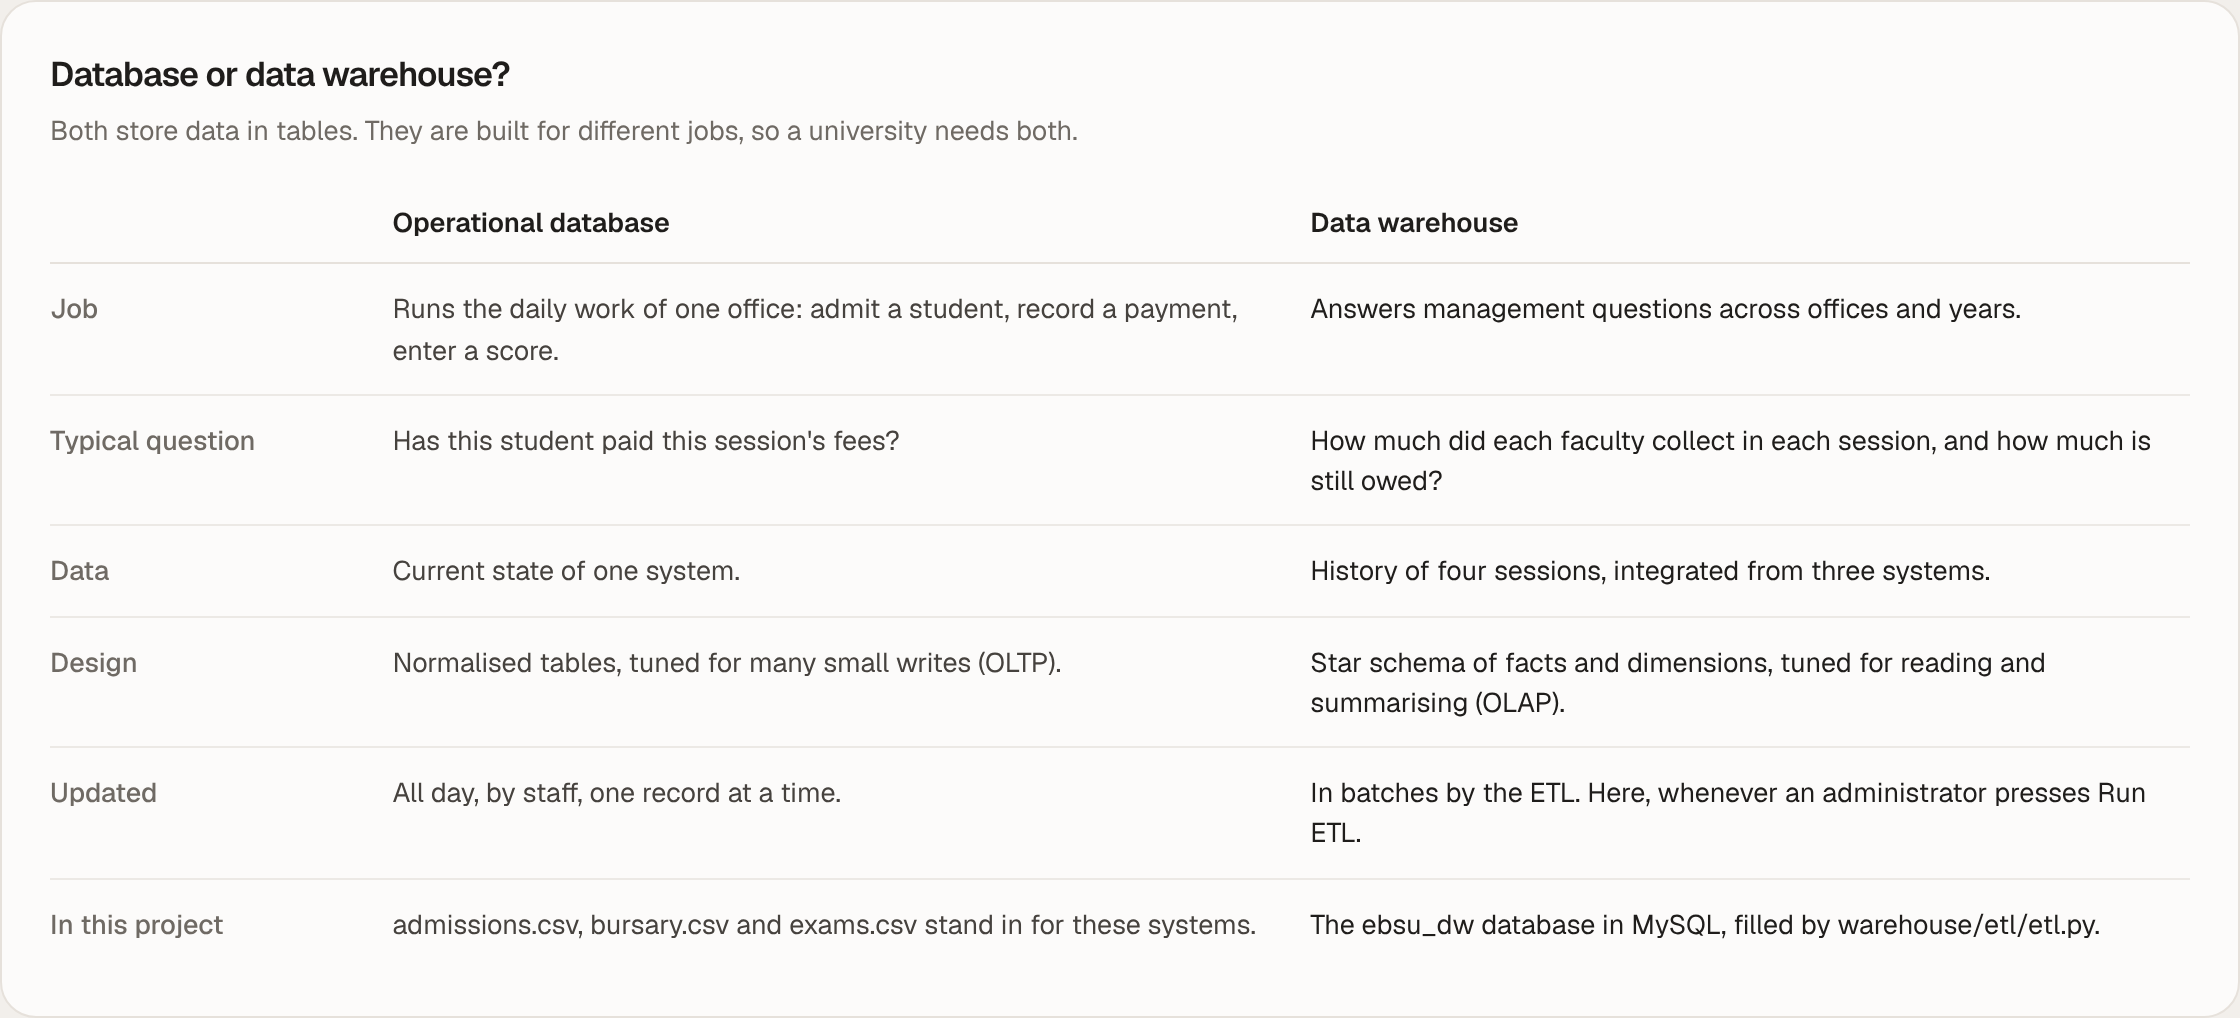 Database or data warehouse?
Both store data in tables. They are built for different jobs, so a university needs both.
Operational database
Data warehouse
Job
Runs the daily work of one office: admit a student, record a payment,
enter a score.
Answers management questions across offices and years.
Typical question
Has this student paid this session's fees?
How much did each faculty collect in each session, and how much is
still owed?
Data
Current state of one system.
History of four sessions, integrated from three systems.
Design
Normalised tables, tuned for many small writes (OLTP).
Star schema of facts and dimensions, tuned for reading and
summarising (OLAP).
Updated
All day, by staff, one record at a time.
In batches by the ETL. Here, whenever an administrator presses Run
ETL.
In this project
admissions.csv, bursary.csv and exams.csv stand in for these systems.
The ebsu_dw database in MySQL, filled by warehouse/etl/etl.py.